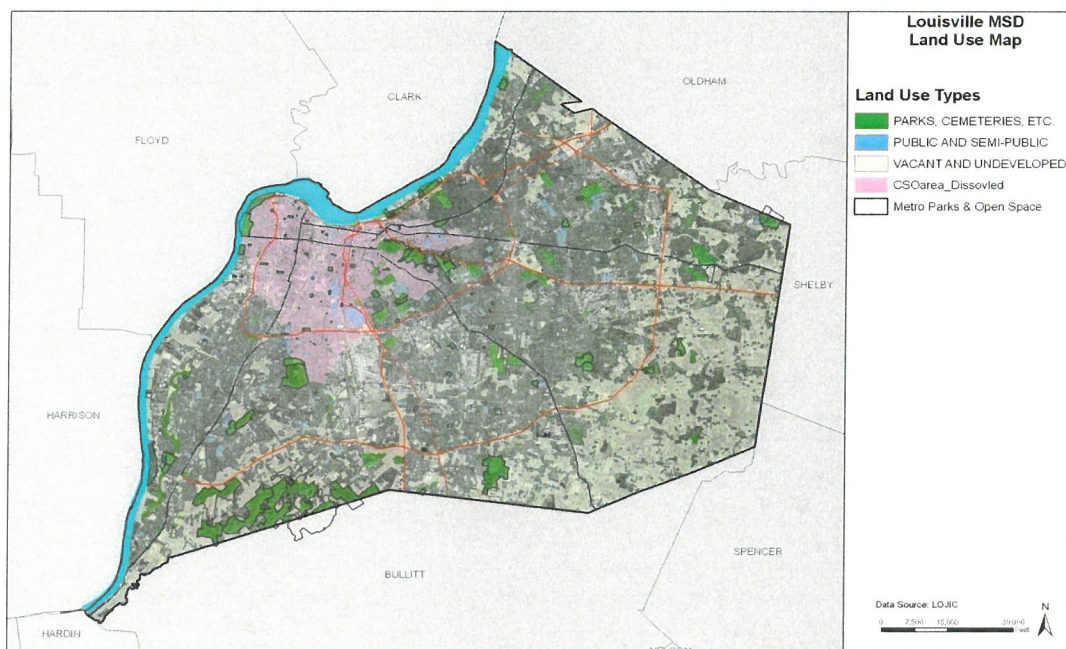 Louisville MSD
Land Use Map
Land Use Types
PARKS, CEMETERIES, ETC.
PUBLIC AND SEMI-PUBLIC
VACANT AND UNDEVELOPED
CSOarea_Dissovled
Metro Parks & Open Space
OLDHAM
CLARK
FLOYD
SHELBY
HARRISON
SPENCER
BULLITT
HARDIN
Data Source: LOJIC
N
0 7,500 15,000